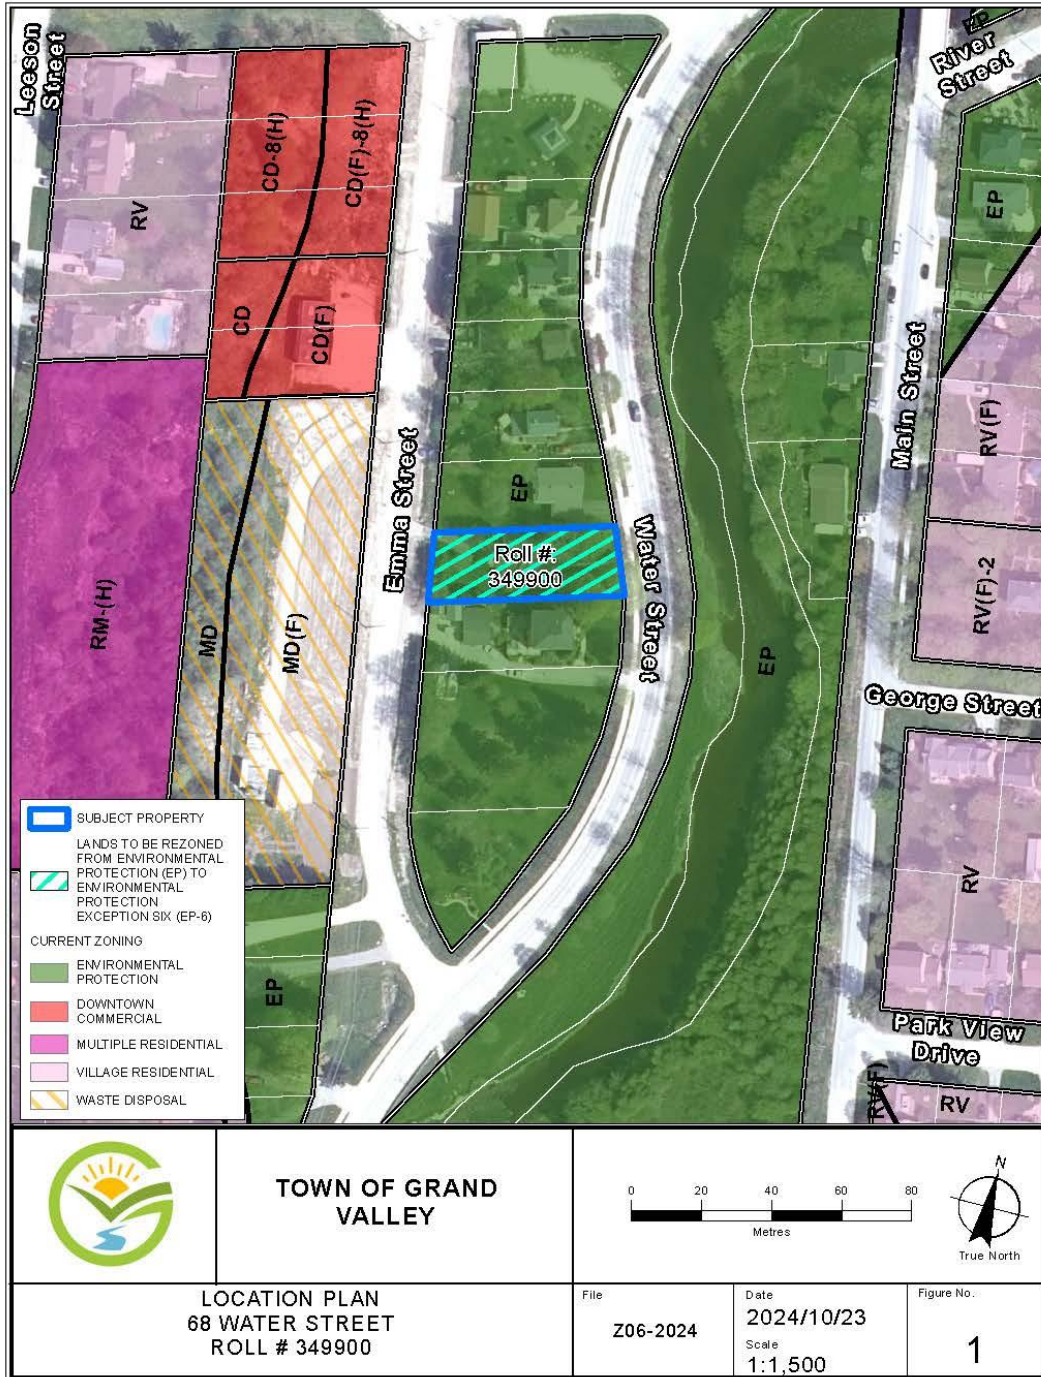 Leeson
Street
EP
River
Street
CD-8(H)
CD(F)-8(H)
RV
EP
CD
CD(F)
Main Street
RV(F)
Emma Street
EP
Roll #:
349900
Water Street
RM-(H)
MD
MD(F)
RV(F)-2
EP
George Street
RV
EP
Park View
Drive
RV(F)
RV
SUBJECT PROPERTY
LANDS TO BE REZONED
FROM ENVIRONMENTAL
PROTECTION (EP) TO
ENVIRONMENTAL
PROTECTION
EXCEPTION SIX (EP-6)
CURRENT ZONING
ENVIRONMENTAL
PROTECTION
DOWNTOWN
COMMERCIAL
MULTIPLE RESIDENTIAL
VILLAGE RESIDENTIAL
WASTE DISPOSAL
TOWN OF GRAND
VALLEY
0 20 40 60 80
Metres
N
True North
LOCATION PLAN
68 WATER STREET
ROLL # 349900
File
Z06-2024
Date
2024/10/23
Scale
1:1,500
Figure No.
1